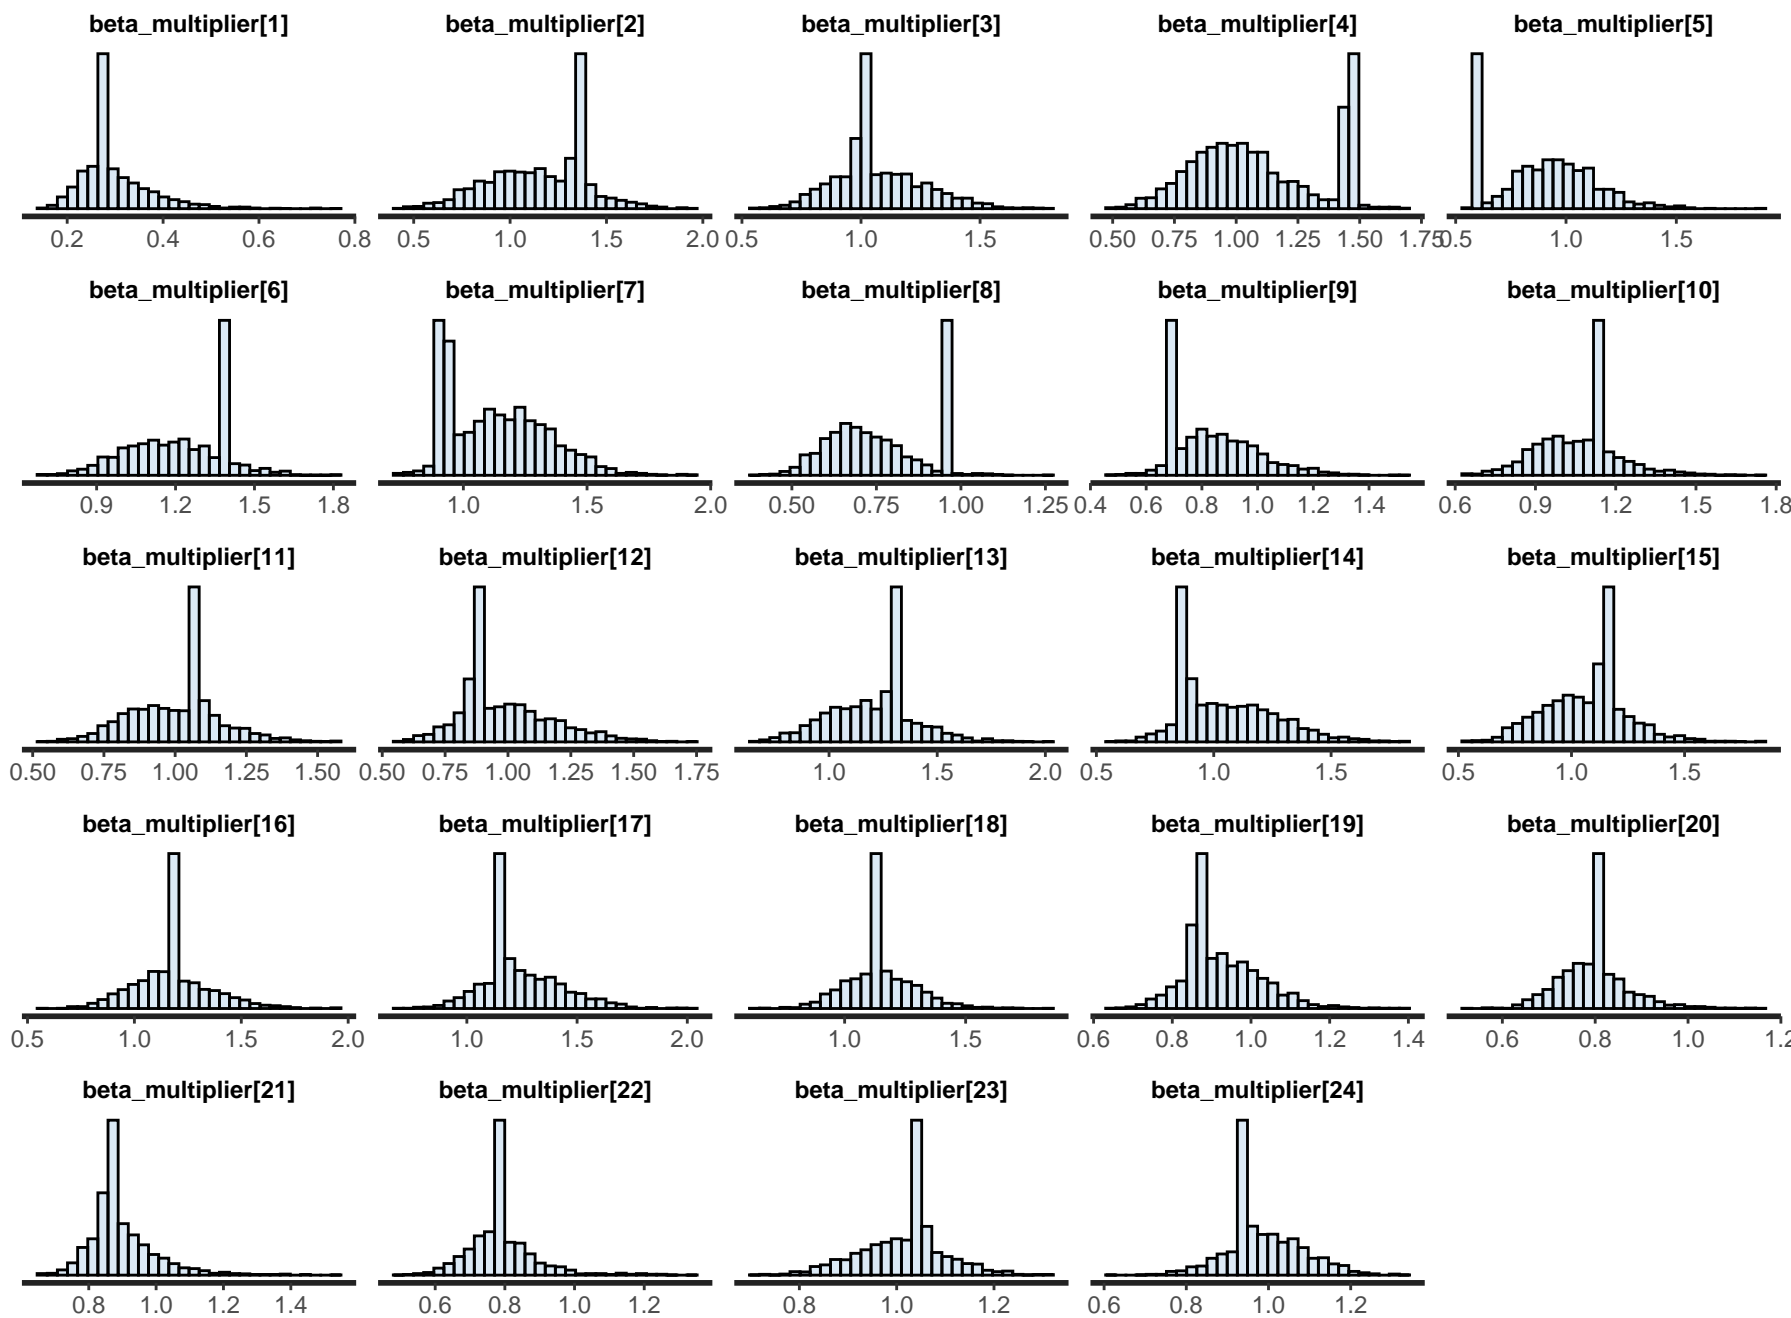 beta_multiplier[1] beta_multiplier[2] beta_multiplier[3] beta_multiplier[4] beta_multiplier[5]
0.2 0.4 0.6 0.8 0.5 1.0 1.5 2.0 0.5 1.0 1.5 0.50 0.75 1.00 1.25 1.50 1.75 0.5 1.0 1.5
beta_multiplier[6] beta_multiplier[7] beta_multiplier[8] beta_multiplier[9] beta_multiplier[10]
0.9 1.2 1.5 1.8 1.0 1.5 2.0 0.50 0.75 1.00 1.25 0.4 0.6 0.8 1.0 1.2 1.4 0.6 0.9 1.2 1.5 1.8
beta_multiplier[11] beta_multiplier[12] beta_multiplier[13] beta_multiplier[14] beta_multiplier[15]
0.50 0.75 1.00 1.25 1.50 0.50 0.75 1.00 1.25 1.50 1.75 1.0 1.5 2.0 0.5 1.0 1.5 0.5 1.0 1.5
beta_multiplier[16] beta_multiplier[17] beta_multiplier[18] beta_multiplier[19] beta_multiplier[20]
0.5 1.0 1.5 2.0 1.0 1.5 2.0 1.0 1.5 0.6 0.8 1.0 1.2 1.4 0.6 0.8 1.0 1.2
beta_multiplier[21] beta_multiplier[22] beta_multiplier[23] beta_multiplier[24]
0.8 1.0 1.2 1.4 0.6 0.8 1.0 1.2 0.8 1.0 1.2 0.6 0.8 1.0 1.2